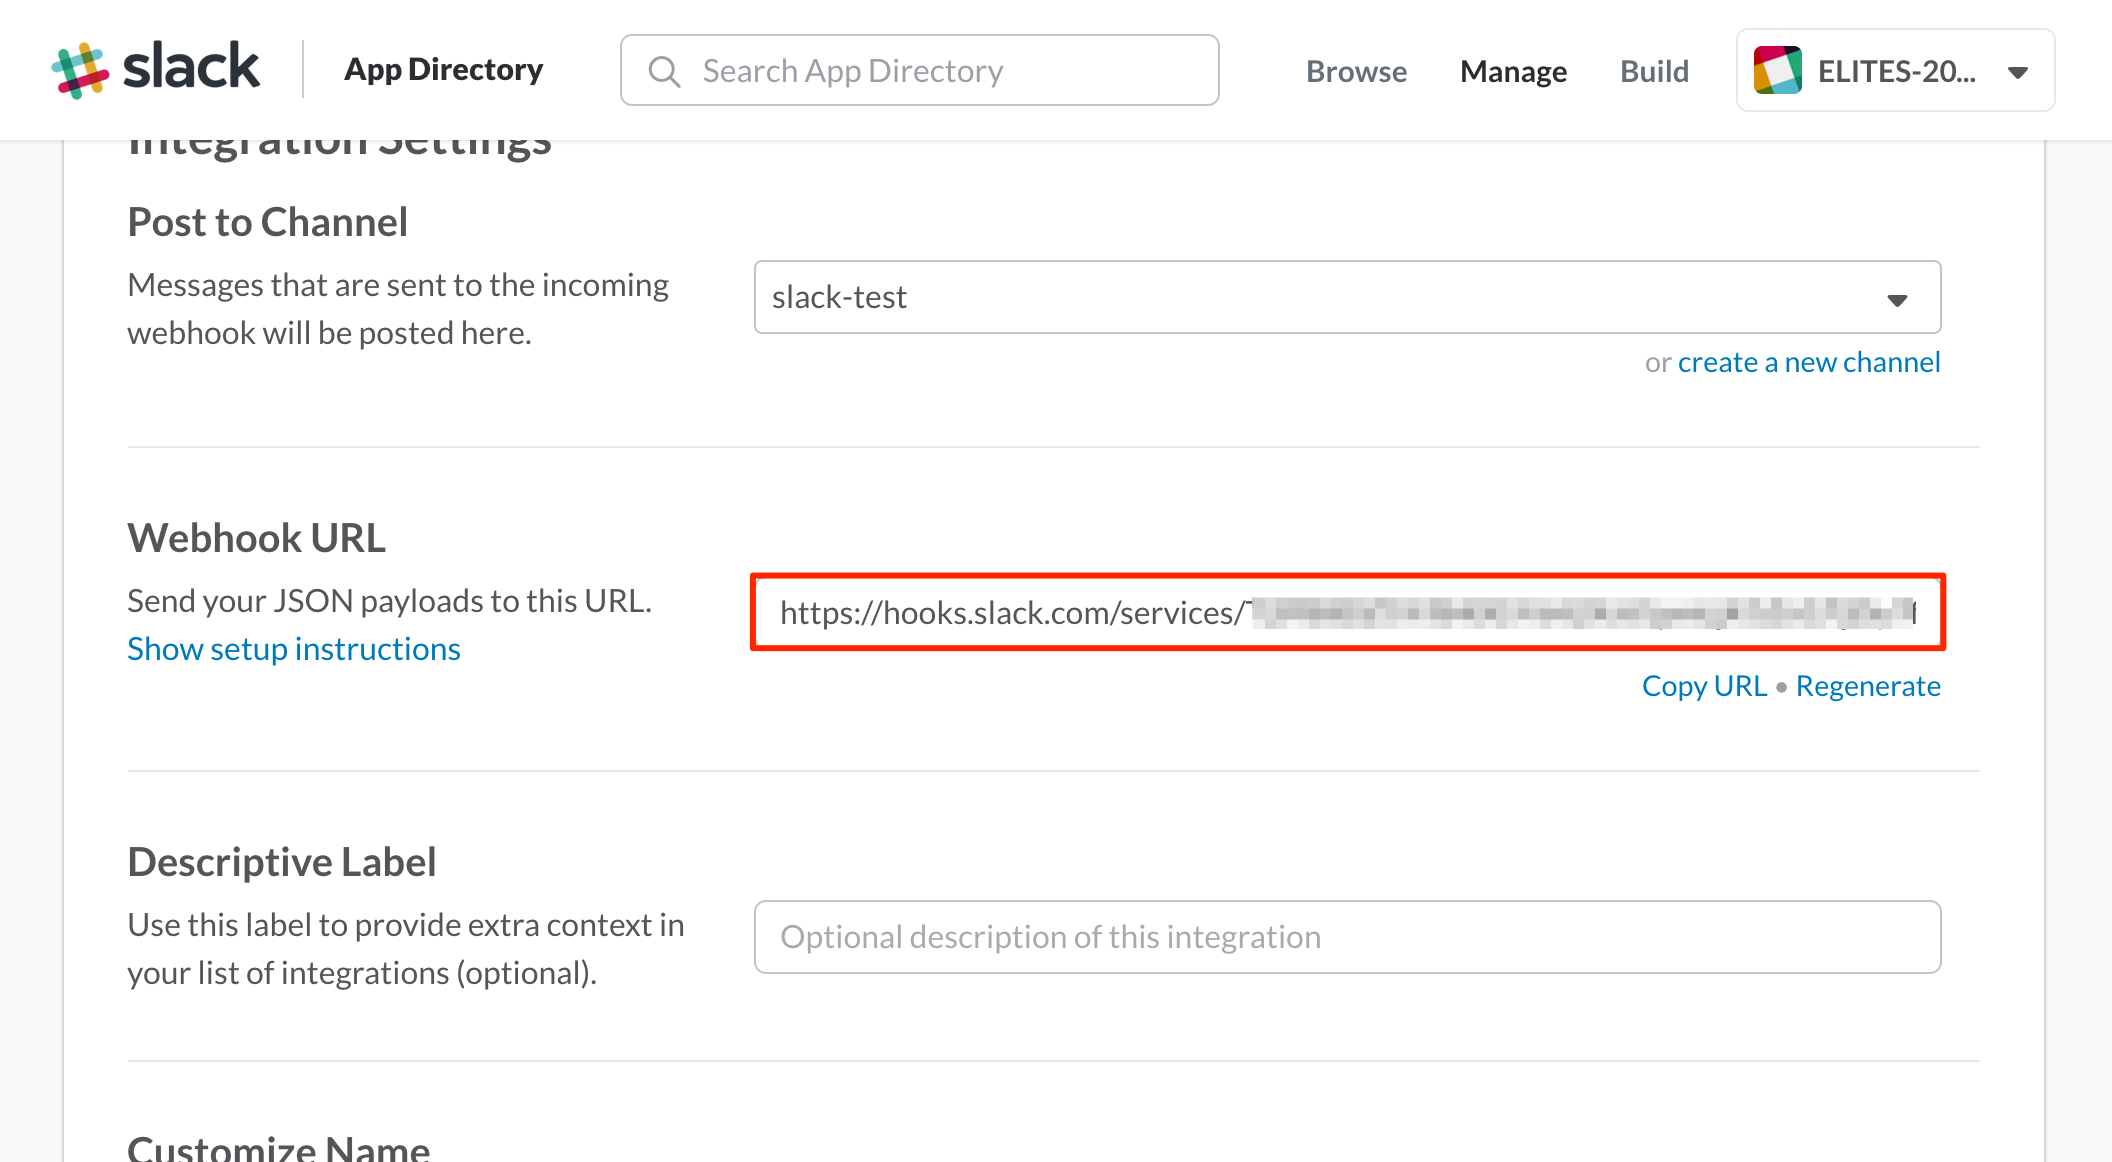 slack App Directory Search App Directory Browse Manage Build ELITES-20...
Integration Settings
Post to Channel
Messages that are sent to the incoming
webhook will be posted here.
slack-test
or create a new channel
Webhook URL
Send your JSON payloads to this URL.
Show setup instructions
https://hooks.slack.com/services/
Copy URL • Regenerate
Descriptive Label
Use this label to provide extra context in
your list of integrations (optional).
Optional description of this integration
Customize Name